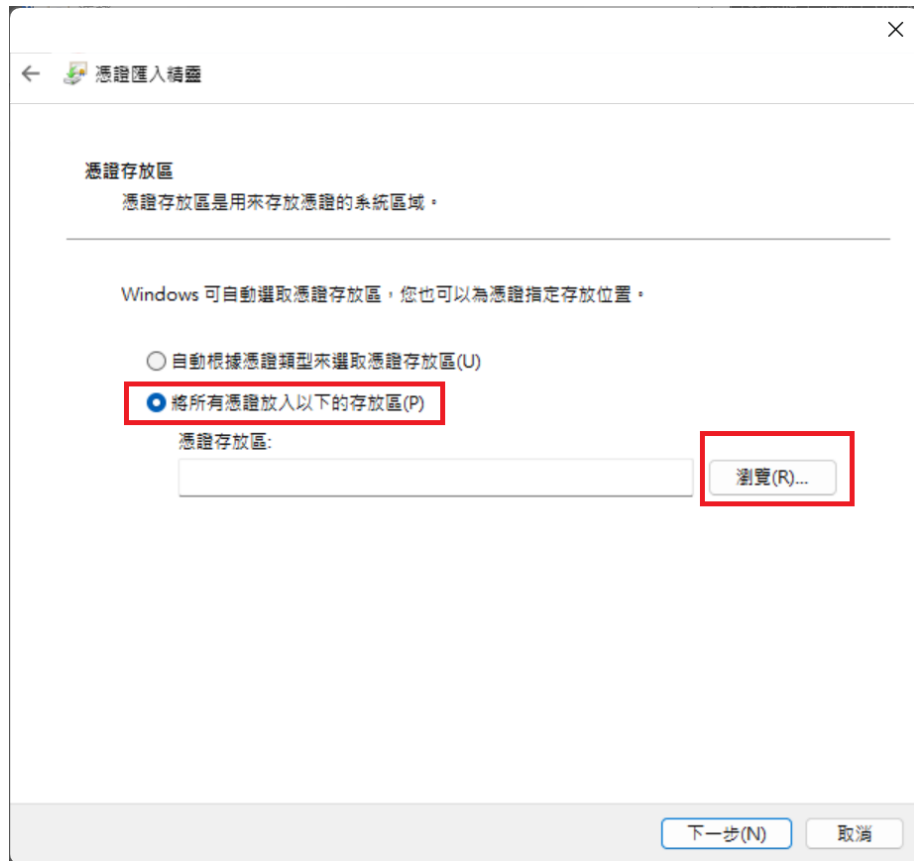 憑證匯入精靈
憑證存放區
憑證存放區是用來存放憑證的系統區域。
Windows 可自動選取憑證存放區，您也可以為憑證指定存放位置。
自動根據憑證類型來選取憑證存放區(U)
將所有憑證放入以下的存放區(P)
憑證存放區:
瀏覽(R)...
下一步(N)
取消